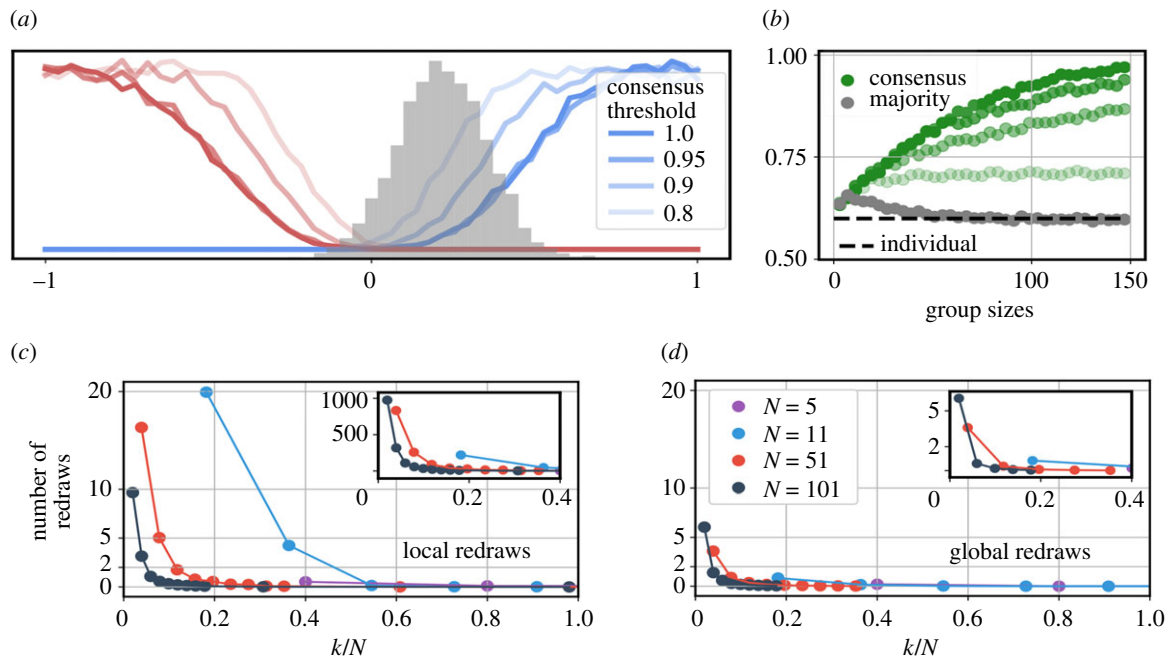 (a)
consensus
threshold
1.0
0.95
0.9
0.8
−1
0
1
(b)
1.00
0.75
0.50
consensus
majority
individual
0
100
150
group sizes
(c)
number of
redraws
20
10
5
2
0
1000
500
0
0.2
0.4
local redraws
0
0.2
0.4
0.6
0.8
1.0
k/N
(d)
20
10
5
2
0
N = 5
N = 11
N = 51
N = 101
5
2
0
0.2
0.4
global redraws
0
0.2
0.4
0.6
0.8
1.0
k/N